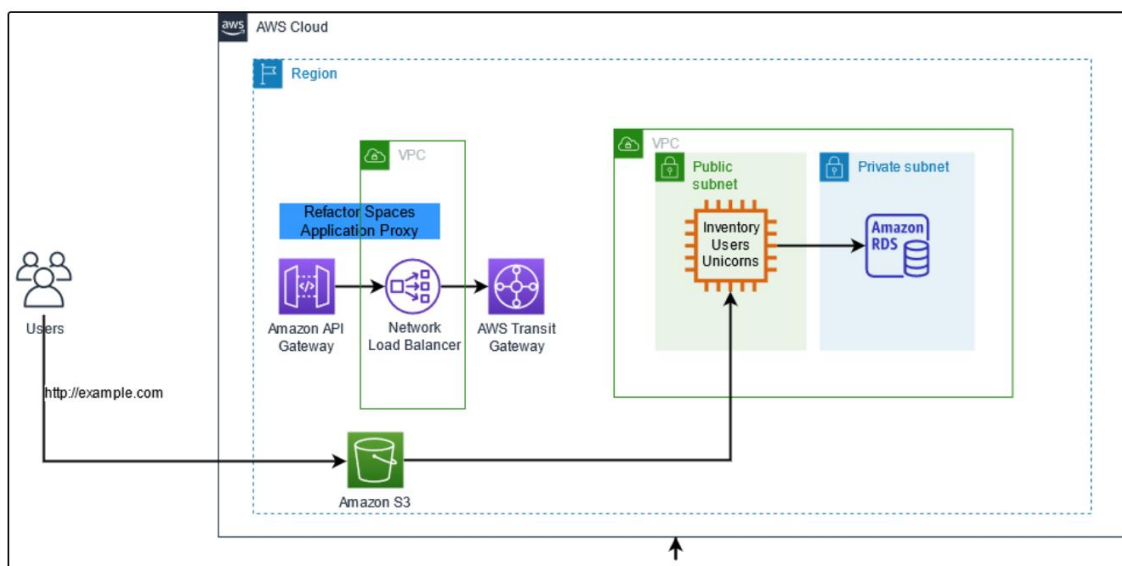 aws
AWS Cloud
Region
VPC
Refactor Spaces
Application Proxy
Amazon API
Gateway
Network
Load Balancer
AWS Transit
Gateway
VPC
Public
subnet
Private subnet
Inventory
Users
Unicorns
Amazon
RDS
Users
http://example.com
Amazon S3